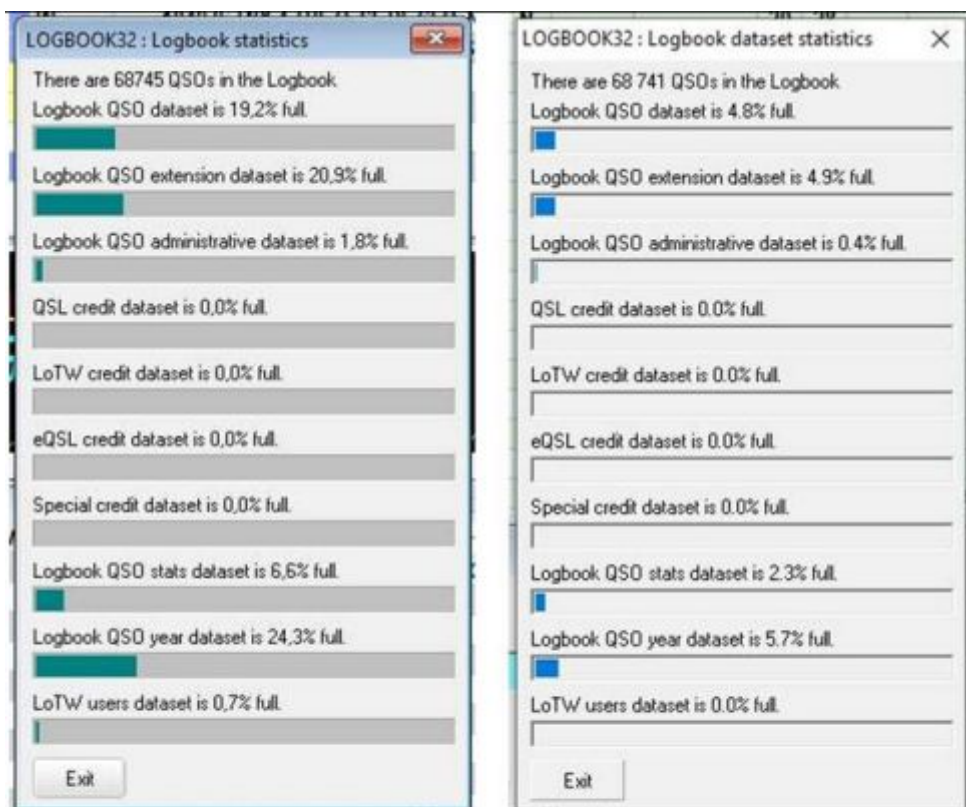 LOGBOOK32 : Logbook statistics
There are 68745 QSOs in the Logbook
Logbook QSO dataset is 19,2% full.
Logbook QSO extension dataset is 20,9% full.
Logbook QSO administrative dataset is 1,8% full.
QSL credit dataset is 0,0% full.
LoTW credit dataset is 0,0% full.
eQSL credit dataset is 0,0% full.
Special credit dataset is 0,0% full.
Logbook QSO stats dataset is 6,6% full.
Logbook QSO year dataset is 24,3% full.
LoTW users dataset is 0,7% full.
Exit
LOGBOOK32 : Logbook dataset statistics
There are 68 741 QSOs in the Logbook
Logbook QSO dataset is 4.8% full.
Logbook QSO extension dataset is 4.9% full.
Logbook QSO administrative dataset is 0.4% full.
QSL credit dataset is 0.0% full.
LoTW credit dataset is 0.0% full.
eQSL credit dataset is 0.0% full.
Special credit dataset is 0.0% full.
Logbook QSO stats dataset is 2.3% full.
Logbook QSO year dataset is 5.7% full.
LoTW users dataset is 0.0% full.
Exit